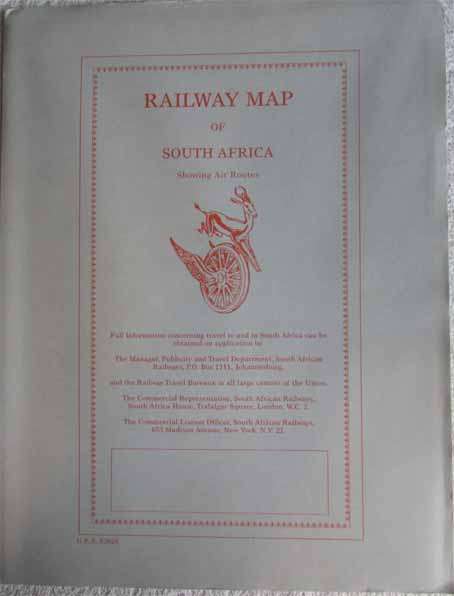 RAILWAY MAP
OF
SOUTH AFRICA
Showing Air Routes
Full Information concerning travel to and in South Africa can be
obtained on application to
The Manager, Publicity and Travel Department, South African
Railways, P.O. Box 1111, Johannesburg,
and the Railway Travel Bureaux at all large centres of the Union.
The Commercial Representative, South African Railways,
South Africa House, Trafalgar Square, London, W.C. 2.
The Commercial Liaison Officer, South African Railways,
655 Madison Avenue, New York, N.Y. 21.